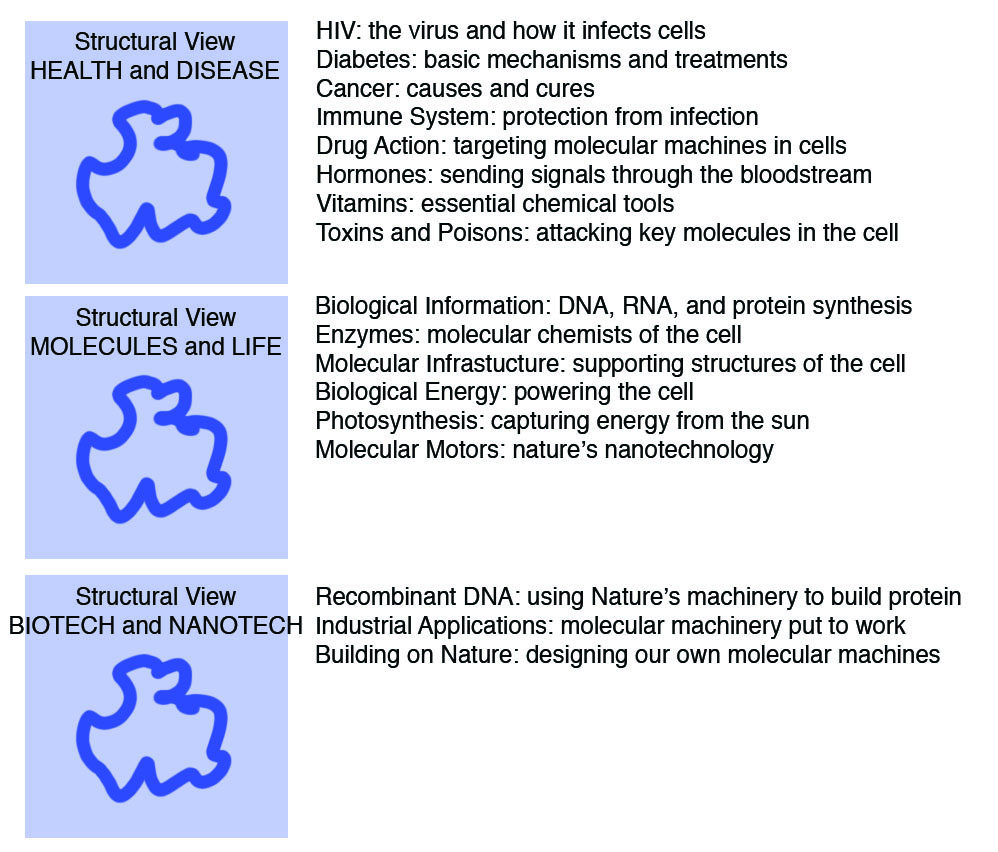 Structural View
HEALTH and DISEASE
HIV: the virus and how it infects cells
Diabetes: basic mechanisms and treatments
Cancer: causes and cures
Immune System: protection from infection
Drug Action: targeting molecular machines in cells
Hormones: sending signals through the bloodstream
Vitamins: essential chemical tools
Toxins and Poisons: attacking key molecules in the cell
Structural View
MOLECULES and LIFE
Biological Information: DNA, RNA, and protein synthesis
Enzymes: molecular chemists of the cell
Molecular Infrastucture: supporting structures of the cell
Biological Energy: powering the cell
Photosynthesis: capturing energy from the sun
Molecular Motors: nature’s nanotechnology
Structural View
BIOTECH and NANOTECH
Recombinant DNA: using Nature’s machinery to build protein
Industrial Applications: molecular machinery put to work
Building on Nature: designing our own molecular machines